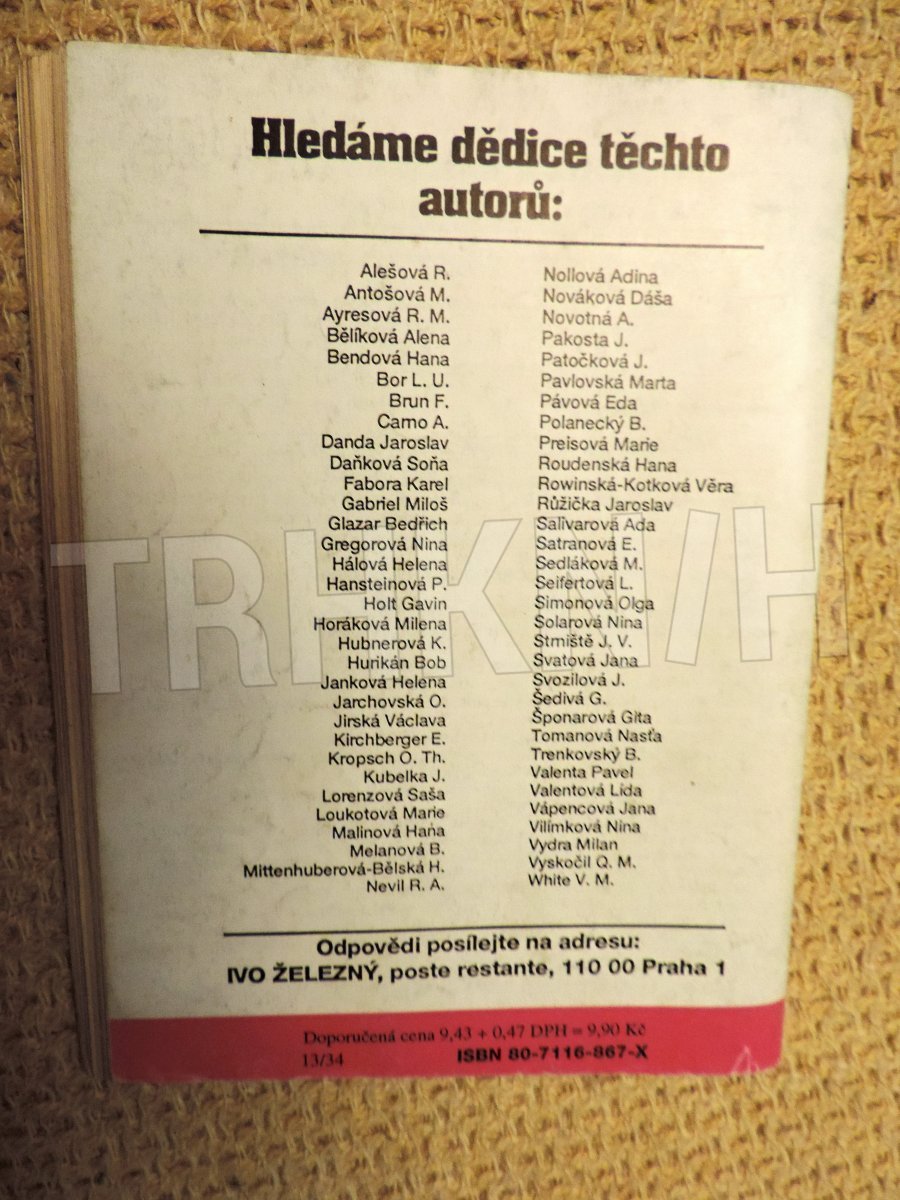 Hledáme dědice těchto
autorů:
Alešová R.
Antošová M.
Ayresová R. M.
Bělíková Alena
Bendová Hana
Bor L. U.
Brun F.
Carno A.
Danda Jaroslav
Daňková Soňa
Fabora Karel
Gabriel Miloš
Glazar Bedřich
Gregorová Nina
Hálová Helena
Hansteinová P.
Holt Gavin
Horáková Milena
Hubnerová K.
Hurikán Bob
Janková Helena
Jarchovská O.
Jirská Václava
Kirchberger E.
Kropsch O. Th.
Kubelka J.
Lorenzová Saša
Loukotová Marie
Malinová Hana
Melanová B.
Mittenhuberová-Bělská H.
Nevil R. A.
Nollová Adina
Nováková Dáša
Novotná A.
Pakosta J.
Patočková J.
Pavlovská Marta
Pávová Eda
Polanecký B.
Preisová Marie
Roudenská Hana
Rowinská-Kotková Věra
Růžička Jaroslav
Salivarová Ada
Satranová E.
Sedláková M.
Seifertová L.
Simonová Olga
Solarová Nina
Strniště J. V.
Svatová Jana
Svozilová J.
Šedivá G.
Šponarová Gita
Tomanová Nasťa
Trenkovský B.
Valenta Pavel
Valentová Lída
Vápencová Jana
Vilímková Nina
Vydra Milan
Vyskočil Q. M.
White V. M.
Odpovědi posílejte na adresu:
IVO ŽELEZNÝ, poste restante, 110 00 Praha 1
Doporučená cena 9,43 + 0,47 DPH = 9,90 Kč
13/34 ISBN 80-7116-867-X